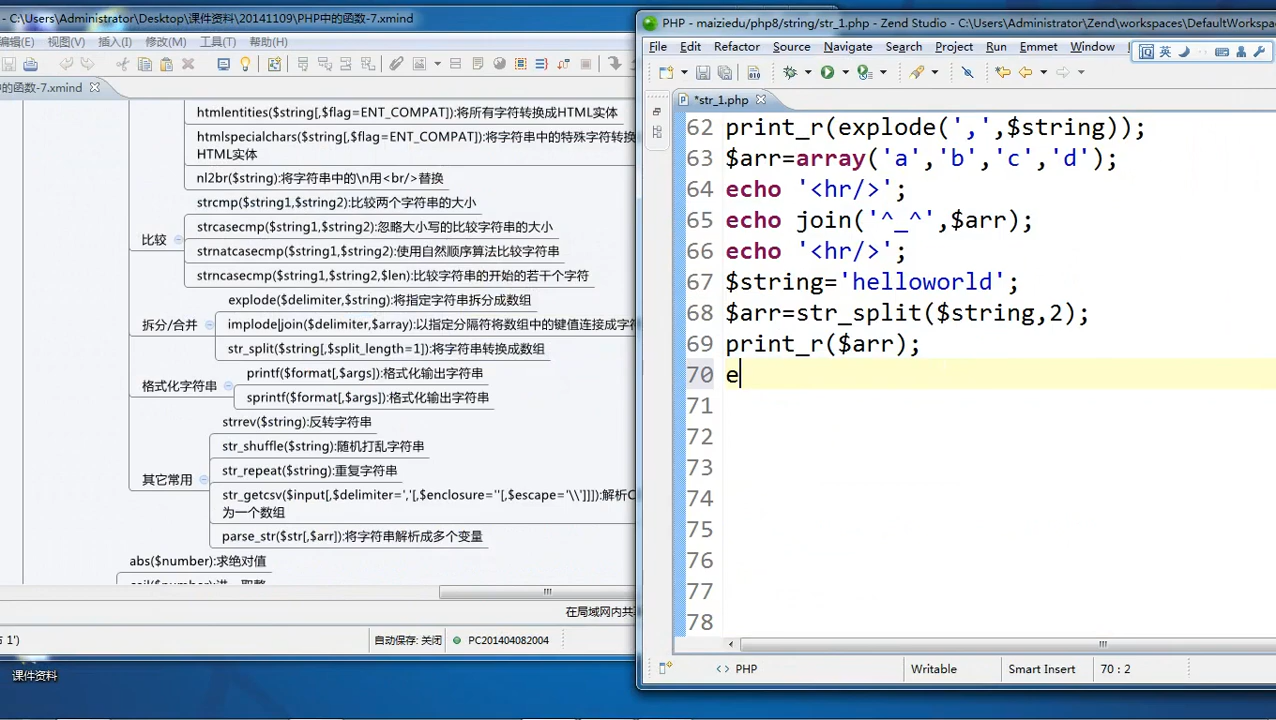 - C:\Users\Administrator\Desktop\课件资料\20141109\PHP中的函数-7.xmind
编辑(E) 视图(V) 插入(I) 修改(M) 工具(T) 帮助(H)
中的函数-7.xmind
htmlentities($string[,$flag=ENT_COMPAT]):将所有字符转换成HTML实体
htmlspecialchars($string[,$flag=ENT_COMPAT]):将字符串中的特殊字符转换
HTML实体
nl2br($string):将字符串中的\n用<br/>替换
strcmp($string1,$string2):比较两个字符串的大小
比较
strcasecmp($string1,$string2):忽略大小写的比较字符串的大小
strnatcasecmp($string1,$string2):使用自然顺序算法比较字符串
strncasecmp($string1,$string2,$len):比较字符串的开始的若干个字符
explode($delimiter,$string):将指定字符串拆分成数组
拆分/合并
implode|join($delimiter,$array):以指定分隔符将数组中的键值连接成字符
str_split($string[,$split_length=1]):将字符串转换成数组
格式化字符串
printf($format[,$args]):格式化输出字符串
sprintf($format[,$args]):格式化输出字符串
strrev($string):反转字符串
str_shuffle($string):随机打乱字符串
其它常用
str_repeat($string):重复字符串
str_getcsv($input[,$delimiter=','[,$enclosure=''[,$escape='\\']]]):解析C
为一个数组
parse_str($str[,$arr]):将字符串解析成多个变量
abs($number):求绝对值
在局域网内共
5 1')
自动保存: 关闭
PC201404082004
课件资料
PHP - maiziedu/php8/string/str_1.php - Zend Studio - C:\Users\Administrator\Zend\workspaces\DefaultWorkspa
File Edit Refactor Source Navigate Search Project Run Emmet Window
英
*str_1.php
62 print_r(explode(',',$string));
63 $arr=array('a','b','c','d');
64 echo '<hr/>';
65 echo join('^_^',$arr);
66 echo '<hr/>';
67 $string='helloworld';
68 $arr=str_split($string,2);
69 print_r($arr);
70 e
71
72
73
74
75
76
77
78
PHP
Writable
Smart Insert
70 : 2